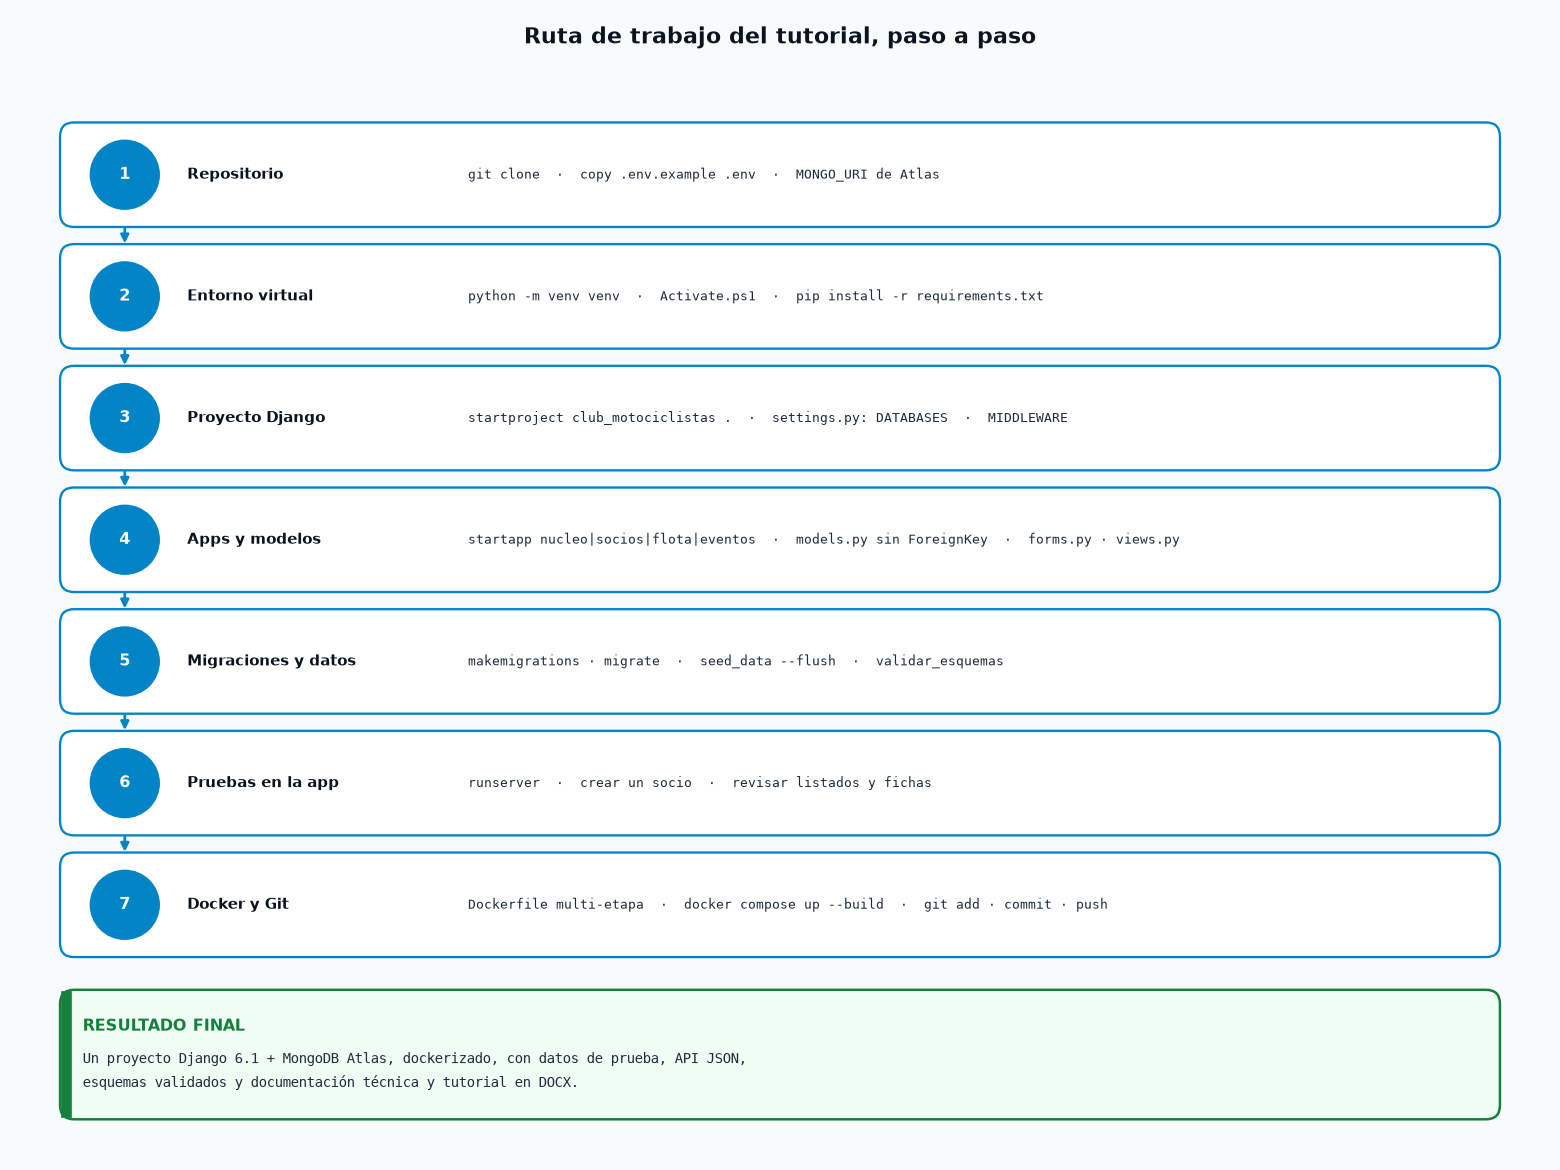 Ruta de trabajo del tutorial, paso a paso
1 Repositorio git clone · copy .env.example .env · MONGO_URI de Atlas
2 Entorno virtual python -m venv venv · Activate.ps1 · pip install -r requirements.txt
3 Proyecto Django startproject club_motociclistas . · settings.py: DATABASES · MIDDLEWARE
4 Apps y modelos startapp nucleo|socios|flota|eventos · models.py sin ForeignKey · forms.py · views.py
5 Migraciones y datos makemigrations · migrate · seed_data --flush · validar_esquemas
6 Pruebas en la app runserver · crear un socio · revisar listados y fichas
7 Docker y Git Dockerfile multi-etapa · docker compose up --build · git add · commit · push
RESULTADO FINAL
Un proyecto Django 6.1 + MongoDB Atlas, dockerizado, con datos de prueba, API JSON,
esquemas validados y documentación técnica y tutorial en DOCX.